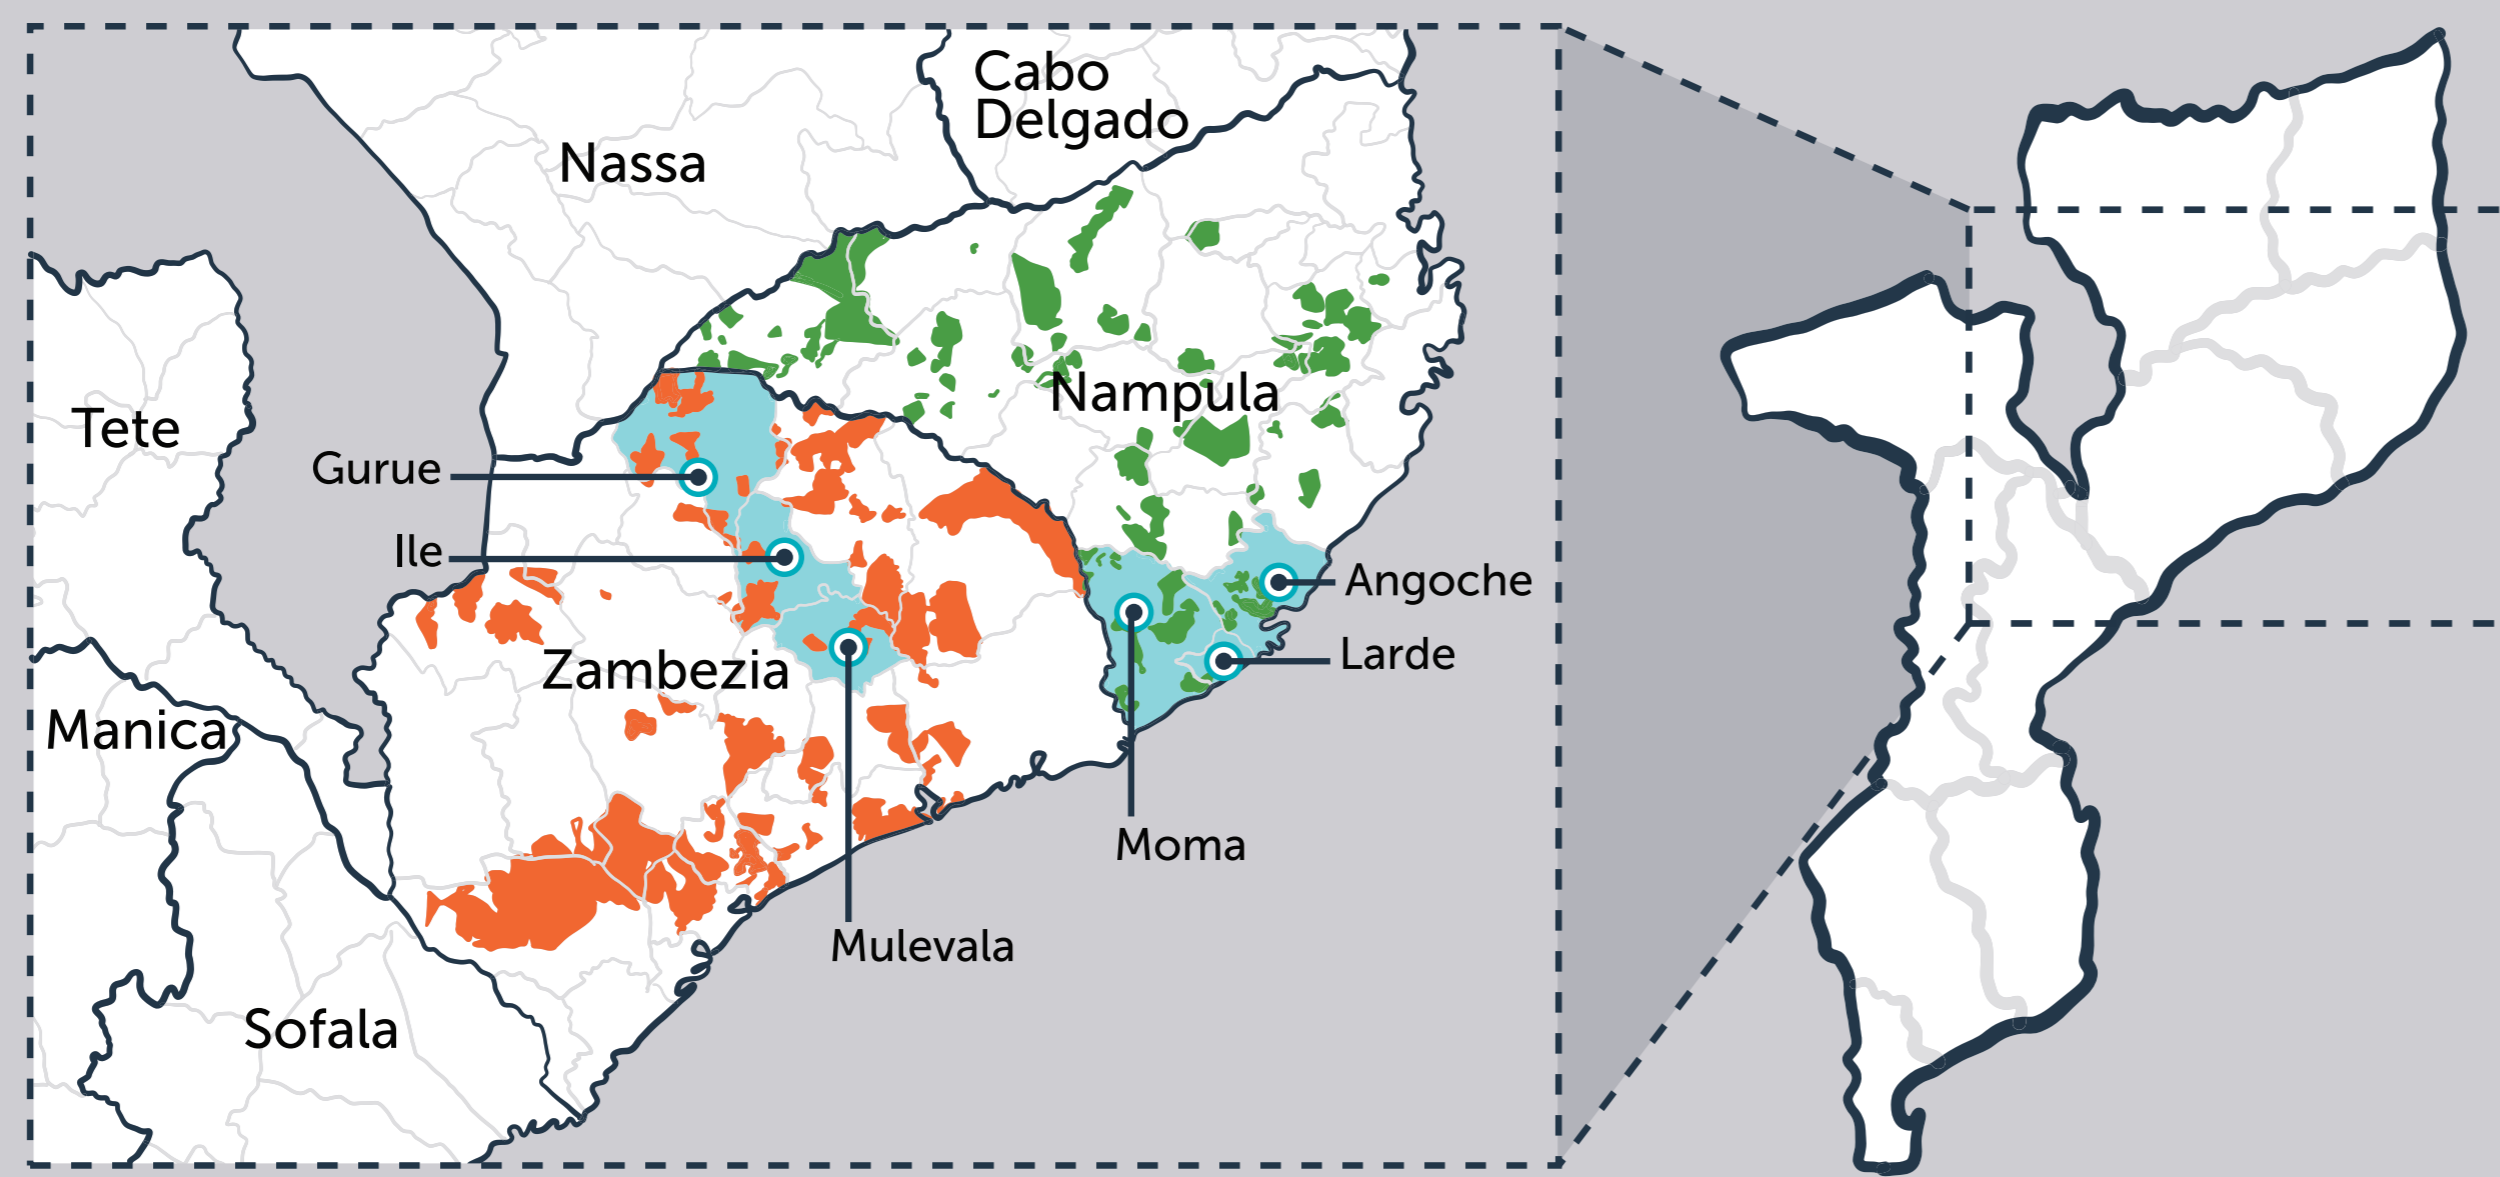 Cabo
Delgado
Nassa
Nampula
Tete
Gurue
Ile
Angoche
Larde
Zambezia
Manica
Moma
Mulevala
Sofala